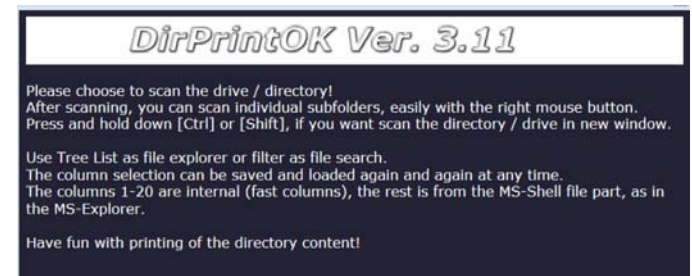 DirPrintOK Ver. 3.11
Please choose to scan the drive / directory!
After scanning, you can scan individual subfolders, easily with the right mouse button.
Press and hold down [Ctrl] or [Shift], if you want scan the directory / drive in new window.
Use Tree List as file explorer or filter as file search.
The column selection can be saved and loaded again and again at any time.
The columns 1-20 are internal (fast columns), the rest is from the MS-Shell file part, as in
the MS-Explorer.
Have fun with printing of the directory content!